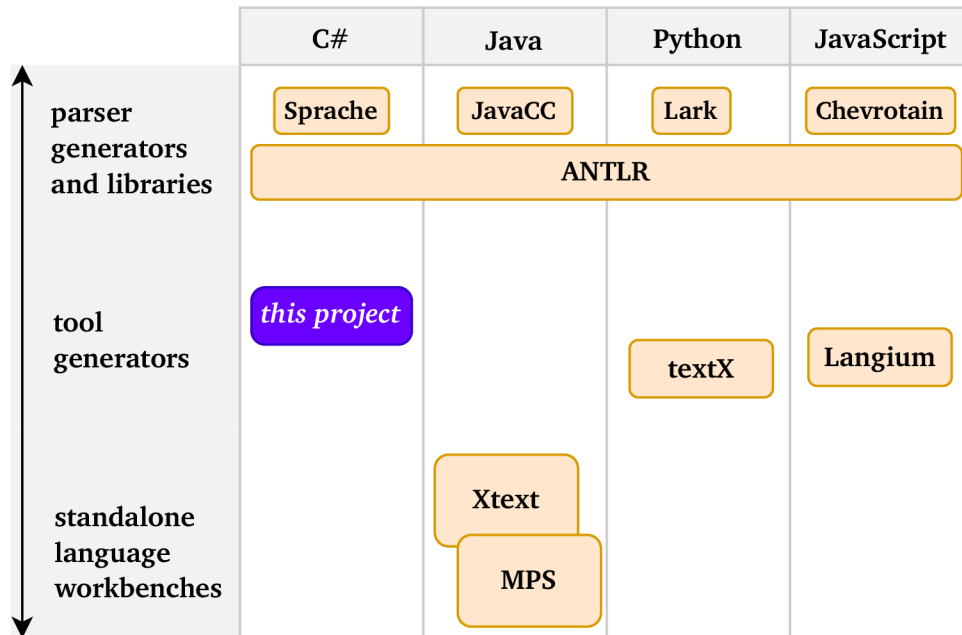 C# Java Python JavaScript
parser
generators
and libraries
Sprache JavaCC Lark Chevrotain
ANTLR
tool
generators
this project
textX
Langium
standalone
language
workbenches
Xtext
MPS